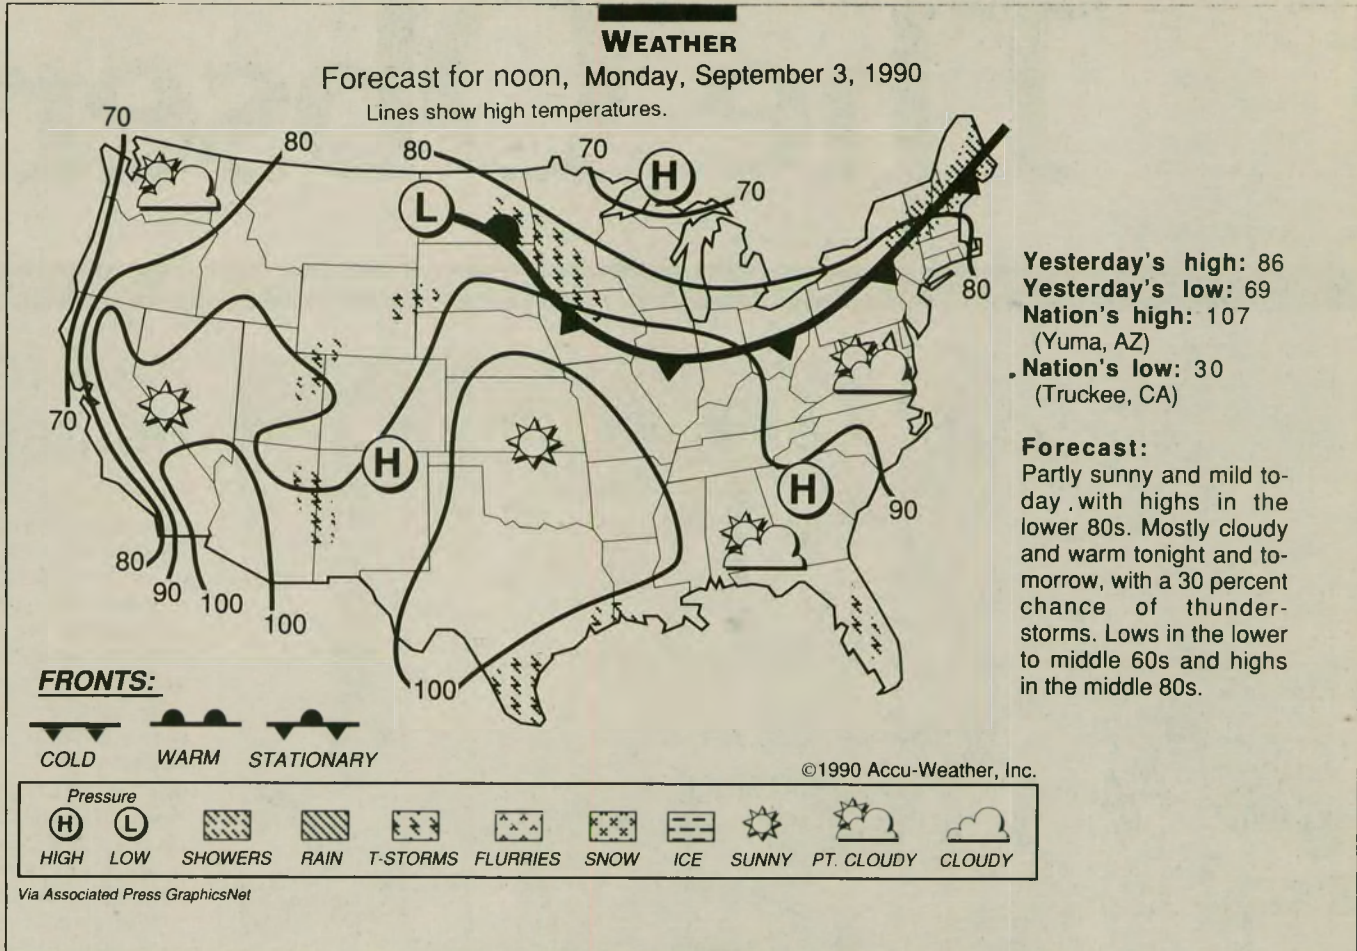 WEATHER
Forecast for noon, Monday, September 3, 1990
Lines show high temperatures.
70
80
80
70
70
H
L
80
70
H
H
90
80
90
100
100
100
Yesterday's high: 86
Yesterday's low: 69
Nation's high: 107
(Yuma, AZ)
Nation's low: 30
(Truckee, CA)
Forecast:
Partly sunny and mild to-
day with highs in the
lower 80s. Mostly cloudy
and warm tonight and to-
morrow, with a 30 percent
chance of thunder-
storms. Lows in the lower
to middle 60s and highs
in the middle 80s.
FRONTS:
COLD WARM STATIONARY
©1990 Accu-Weather, Inc.
Pressure
H L
HIGH LOW SHOWERS RAIN T-STORMS FLURRIES SNOW ICE SUNNY PT. CLOUDY CLOUDY
Via Associated Press GraphicsNet